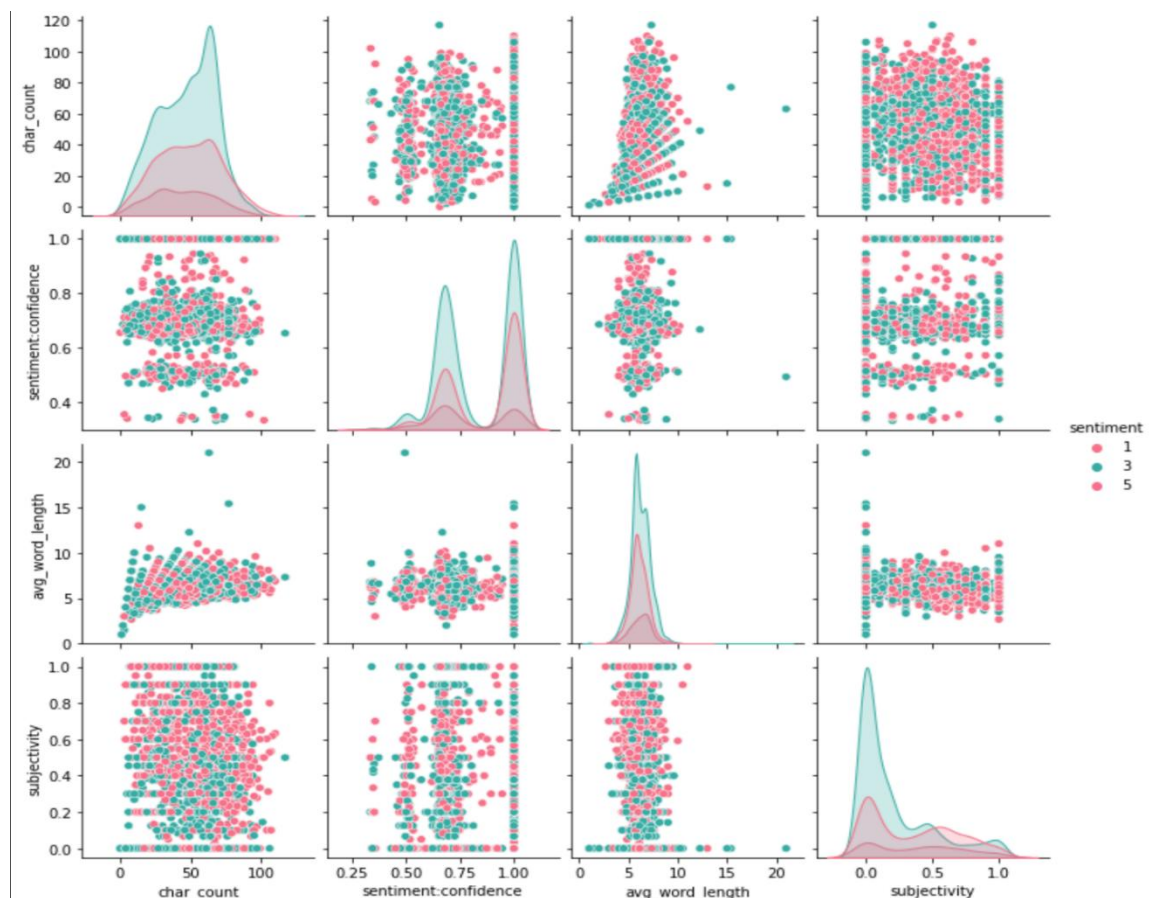 120
100
80
60
40
20
0
char_count
1.0
0.8
0.6
0.4
sentiment:confidence
20
15
10
5
0
avg_word_length
1.0
0.8
0.6
0.4
0.2
0.0
subjectivity
0 100
char_count
0.25 0.50 0.75 1.00
sentiment:confidence
0 5 10 15 20
avg_word_length
0.0 0.5 1.0
subjectivity
sentiment
1
3
5